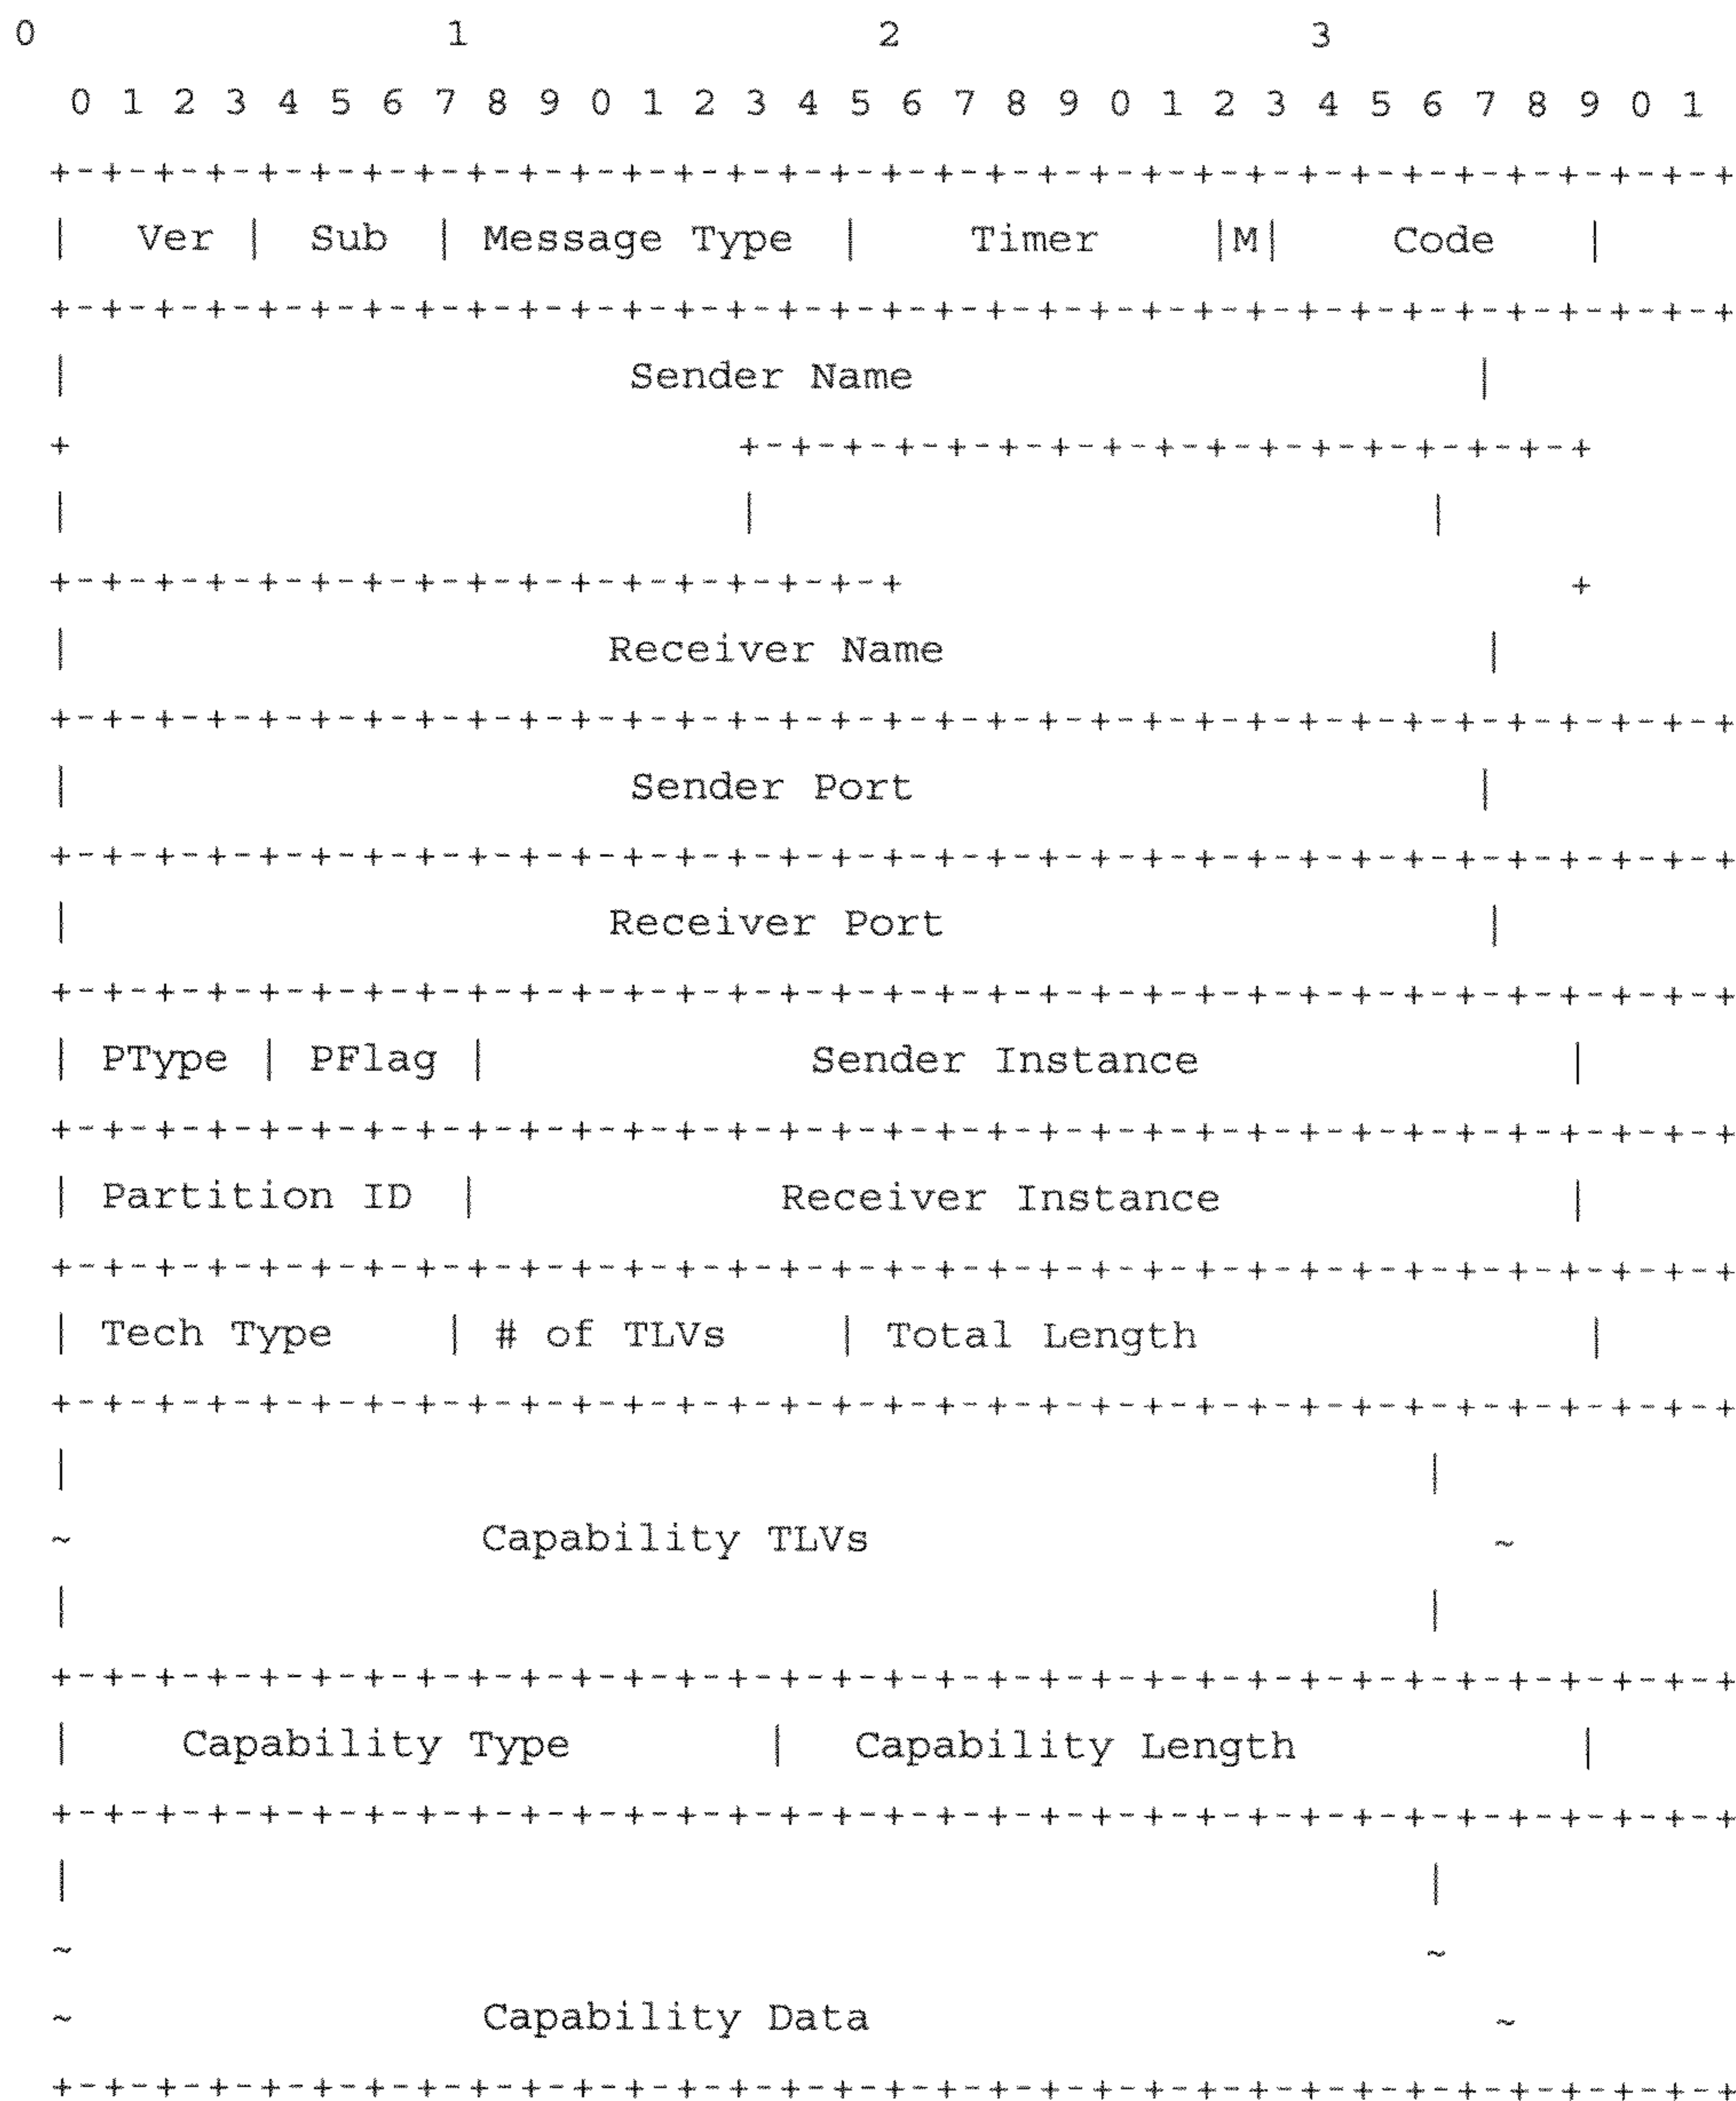 0 1 2 3
0 1 2 3 4 5 6 7 8 9 0 1 2 3 4 5 6 7 8 9 0 1 2 3 4 5 6 7 8 9 0 1
+-+-+-+-+-+-+-+-+-+-+-+-+-+-+-+-+-+-+-+-+-+-+-+-+-+-+-+-+-+-+-+-+
| Ver | Sub | Message Type | Timer |M| Code |
+-+-+-+-+-+-+-+-+-+-+-+-+-+-+-+-+-+-+-+-+-+-+-+-+-+-+-+-+-+-+-+-+
| Sender Name |
+ +-+-+-+-+-+-+-+-+-+-+-+-+-+-+-+-+
| | |
+-+-+-+-+-+-+-+-+-+-+-+-+-+-+-+-+ +
| Receiver Name |
+-+-+-+-+-+-+-+-+-+-+-+-+-+-+-+-+-+-+-+-+-+-+-+-+-+-+-+-+-+-+-+-+
| Sender Port |
+-+-+-+-+-+-+-+-+-+-+-+-+-+-+-+-+-+-+-+-+-+-+-+-+-+-+-+-+-+-+-+-+
| Receiver Port |
+-+-+-+-+-+-+-+-+-+-+-+-+-+-+-+-+-+-+-+-+-+-+-+-+-+-+-+-+-+-+-+-+
| PType | PFlag | Sender Instance |
+-+-+-+-+-+-+-+-+-+-+-+-+-+-+-+-+-+-+-+-+-+-+-+-+-+-+-+-+-+-+-+-+
| Partition ID | Receiver Instance |
+-+-+-+-+-+-+-+-+-+-+-+-+-+-+-+-+-+-+-+-+-+-+-+-+-+-+-+-+-+-+-+-+
| Tech Type | # of TLVs | Total Length |
+-+-+-+-+-+-+-+-+-+-+-+-+-+-+-+-+-+-+-+-+-+-+-+-+-+-+-+-+-+-+-+-+
| |
~ Capability TLVs ~
| |
+-+-+-+-+-+-+-+-+-+-+-+-+-+-+-+-+-+-+-+-+-+-+-+-+-+-+-+-+-+-+-+-+
| Capability Type | Capability Length |
+-+-+-+-+-+-+-+-+-+-+-+-+-+-+-+-+-+-+-+-+-+-+-+-+-+-+-+-+-+-+-+-+
| |
~ ~
~ Capability Data ~
+-+-+-+-+-+-+-+-+-+-+-+-+-+-+-+-+-+-+-+-+-+-+-+-+-+-+-+-+-+-+-+-+